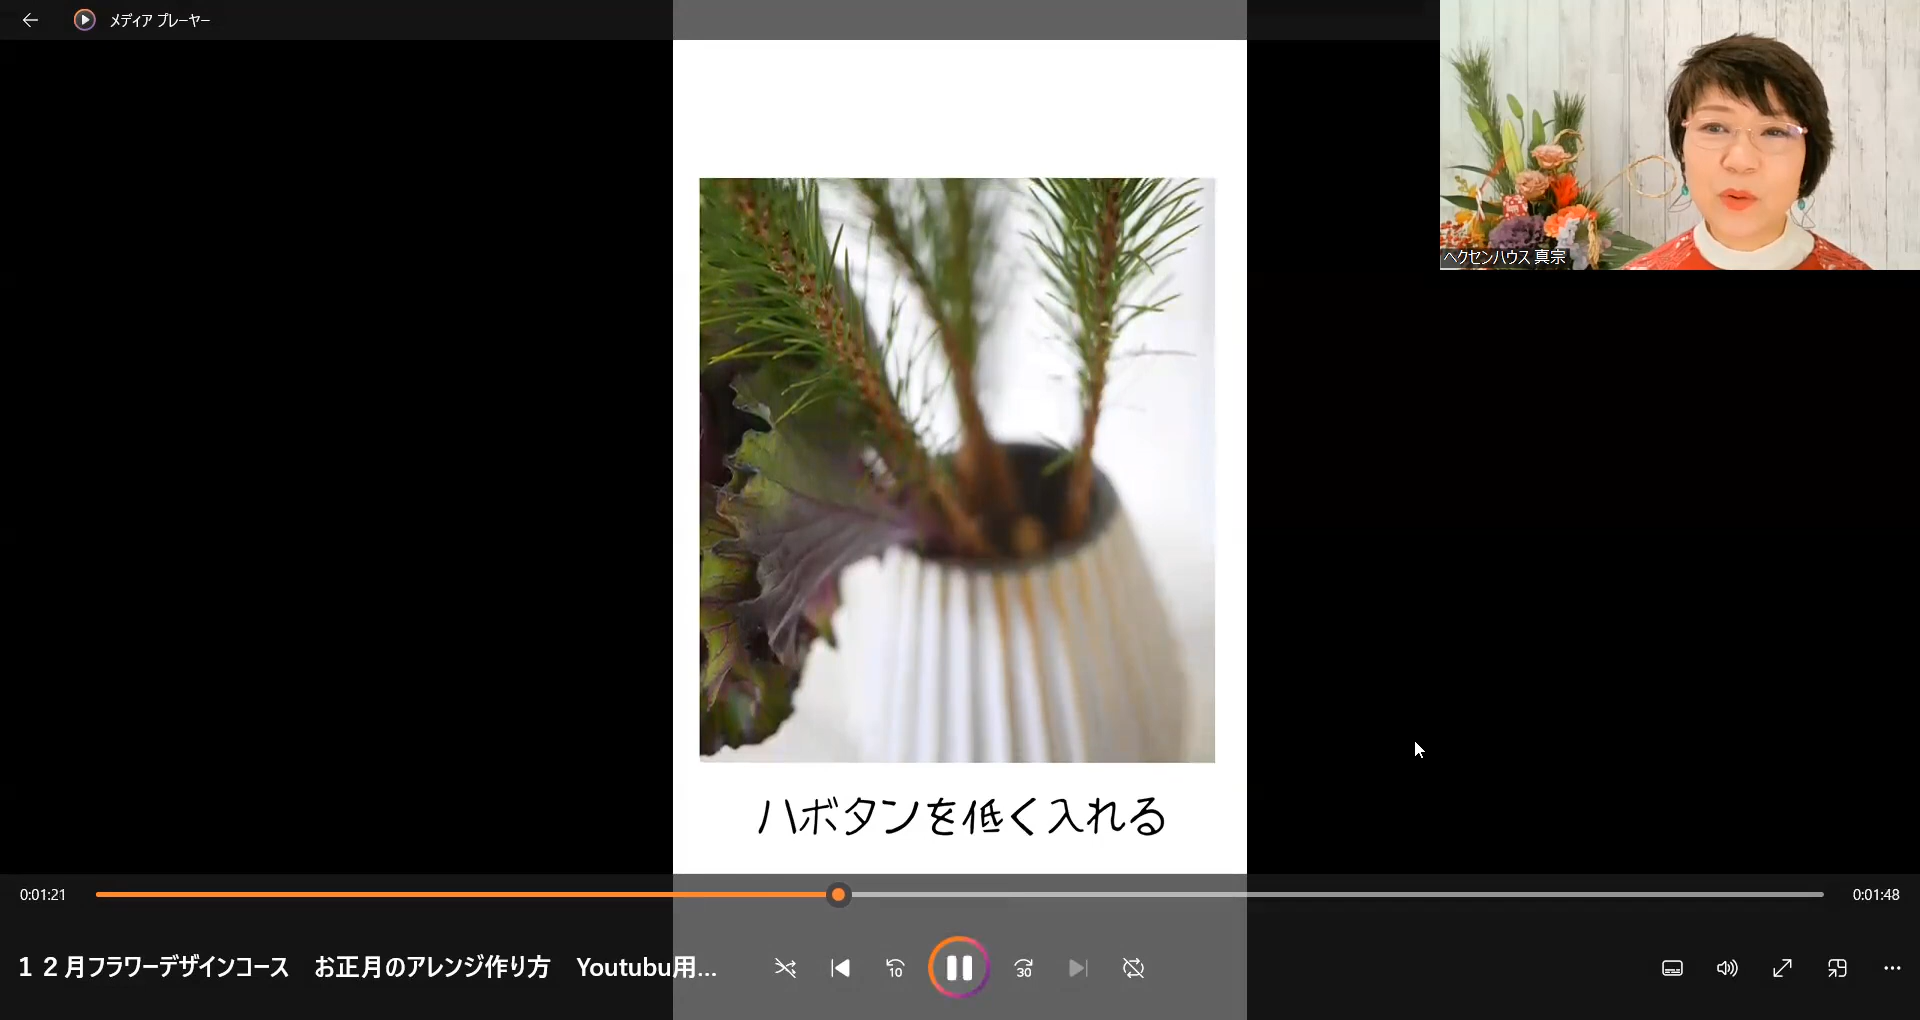 メディア プレーヤー
ヘクセンハウス 真宗
ハボタンを低く入れる
0:01:21
0:01:48
１２月フラワーデザインコース　お正月のアレンジ作り方　Youtubu用...
10
30